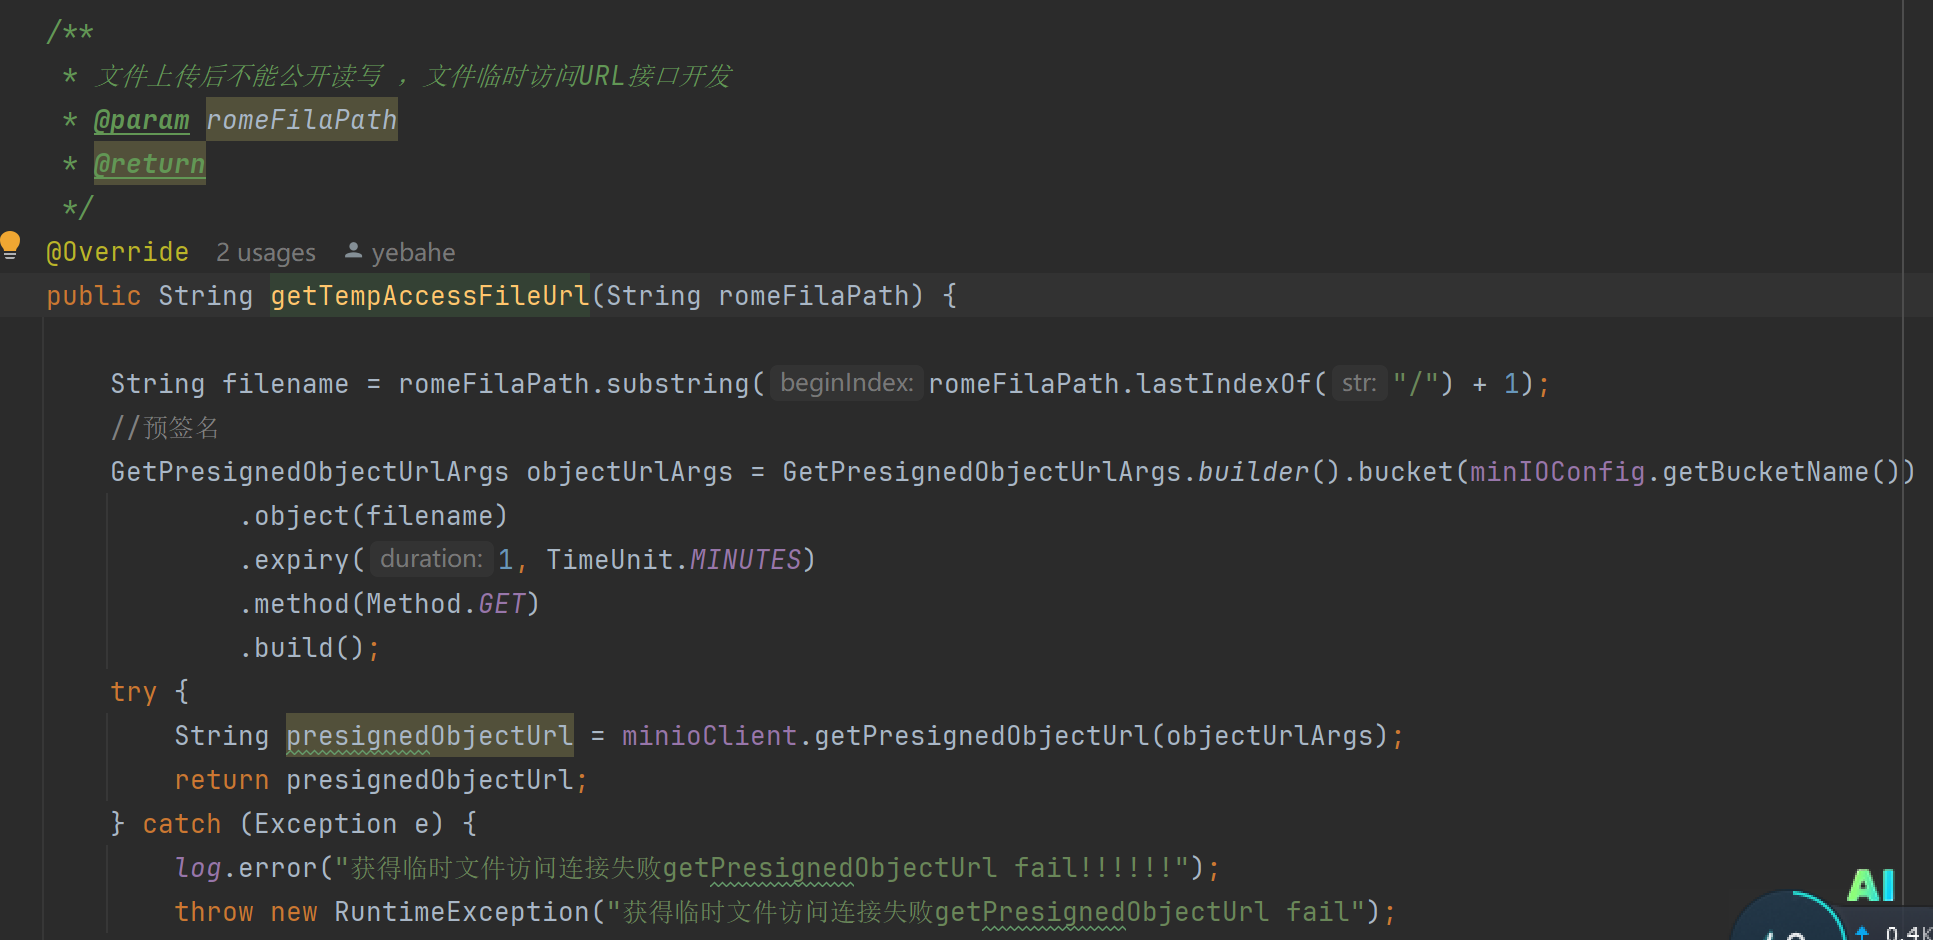 /**
* 文件上传后不能公开读写 ，文件临时访问URL接口开发
* @param romeFilaPath
* @return
*/
@Override 2 usages yebahe
public String getTempAccessFileUrl(String romeFilaPath) {
String filename = romeFilaPath.substring( beginIndex: romeFilaPath.lastIndexOf( str: "/") + 1);
//预签名
GetPresignedObjectUrlArgs objectUrlArgs = GetPresignedObjectUrlArgs.builder().bucket(minIOConfig.getBucketName())
.object(filename)
.expiry( duration: 1, TimeUnit.MINUTES)
.method(Method.GET)
.build();
try {
String presignedObjectUrl = minioClient.getPresignedObjectUrl(objectUrlArgs);
return presignedObjectUrl;
} catch (Exception e) {
log.error("获得临时文件访问连接失败getPresignedObjectUrl fail!!!!!!");
throw new RuntimeException("获得临时文件访问连接失败getPresignedObjectUrl fail");
AI
0.4K